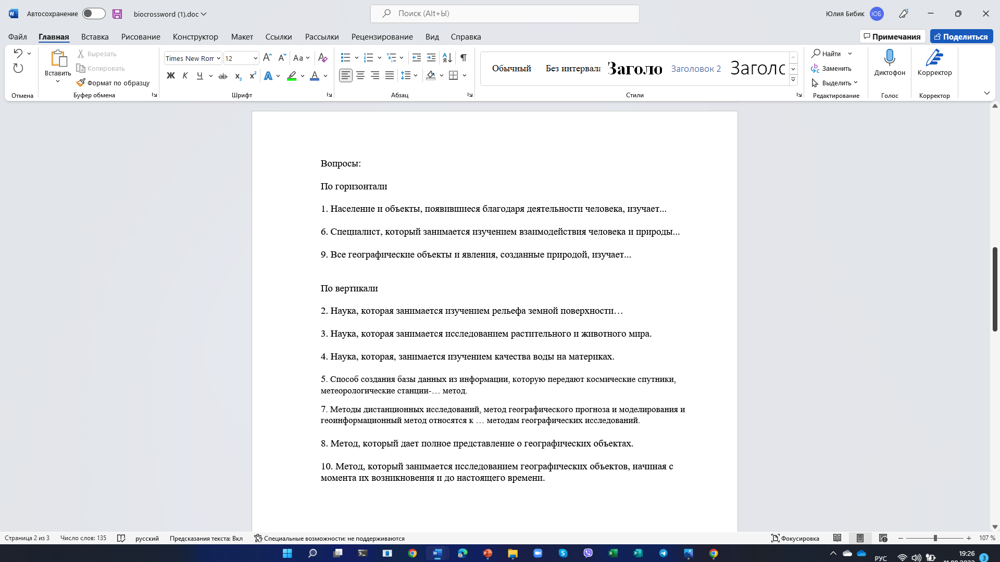 Автосохранение
biocrossword (1).doc
Поиск (Alt+Ы)
Юлия Бибик
ЮБ
Файл Главная Вставка Рисование Конструктор Макет Ссылки Рассылки Рецензирование Вид Справка
Примечания
Поделиться
Вставить
Вырезать
Копировать
Формат по образцу
Times New Rom 12
Ж К Ч
Обычный
Без интервала
Заголо
Заголовок 2
Заголо
Найти
Заменить
Выделить
Диктофон
Корректор
Отмена
Буфер обмена
Шрифт
Абзац
Стили
Редактирование
Голос
Корректор
Вопросы:
По горизонтали
1. Население и объекты, появившиеся благодаря деятельности человека, изучает...
6. Специалист, который занимается изучением взаимодействия человека и природы...
9. Все географические объекты и явления, созданные природой, изучает...
По вертикали
2. Наука, которая занимается изучением рельефа земной поверхности…
3. Наука, которая занимается исследованием растительного и животного мира.
4. Наука, которая, занимается изучением качества воды на материках.
5. Способ создания базы данных из информации, которую передают космические спутники,
метеорологические станции-… метод.
7. Методы дистанционных исследований, метод географического прогноза и моделирования и
геоинформационный метод относятся к … методам географических исследований.
8. Метод, который дает полное представление о географических объектах.
10. Метод, который занимается исследованием географических объектов, начиная с
момента их возникновения и до настоящего времени.
Страница 2 из 3
Число слов: 135
русский
Предсказания текста: Вкл
Специальные возможности: не поддерживаются
Фокусировка
107 %
РУС
19:26
3